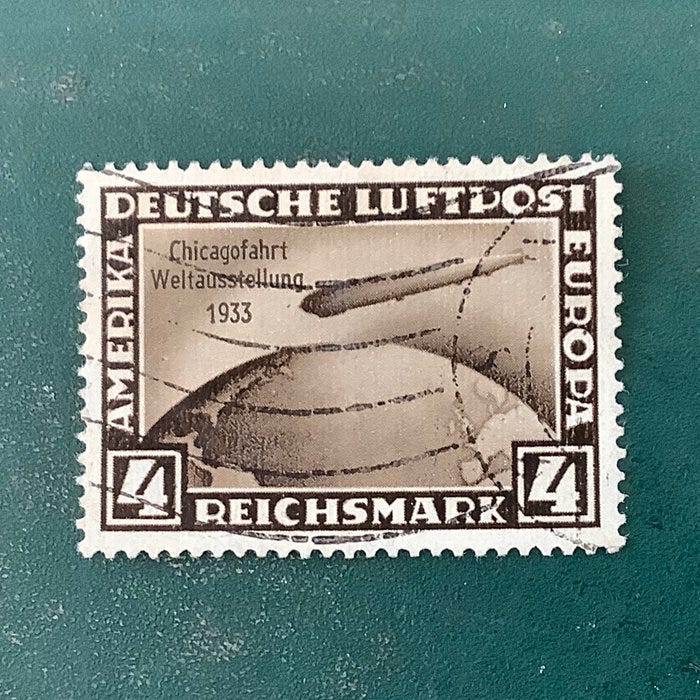 DEUTSCHE LUFTPOST
AMERIKA
EUROPA
Chicagofahrt
Weltausstellung
1933
4
REICHSMARK
4